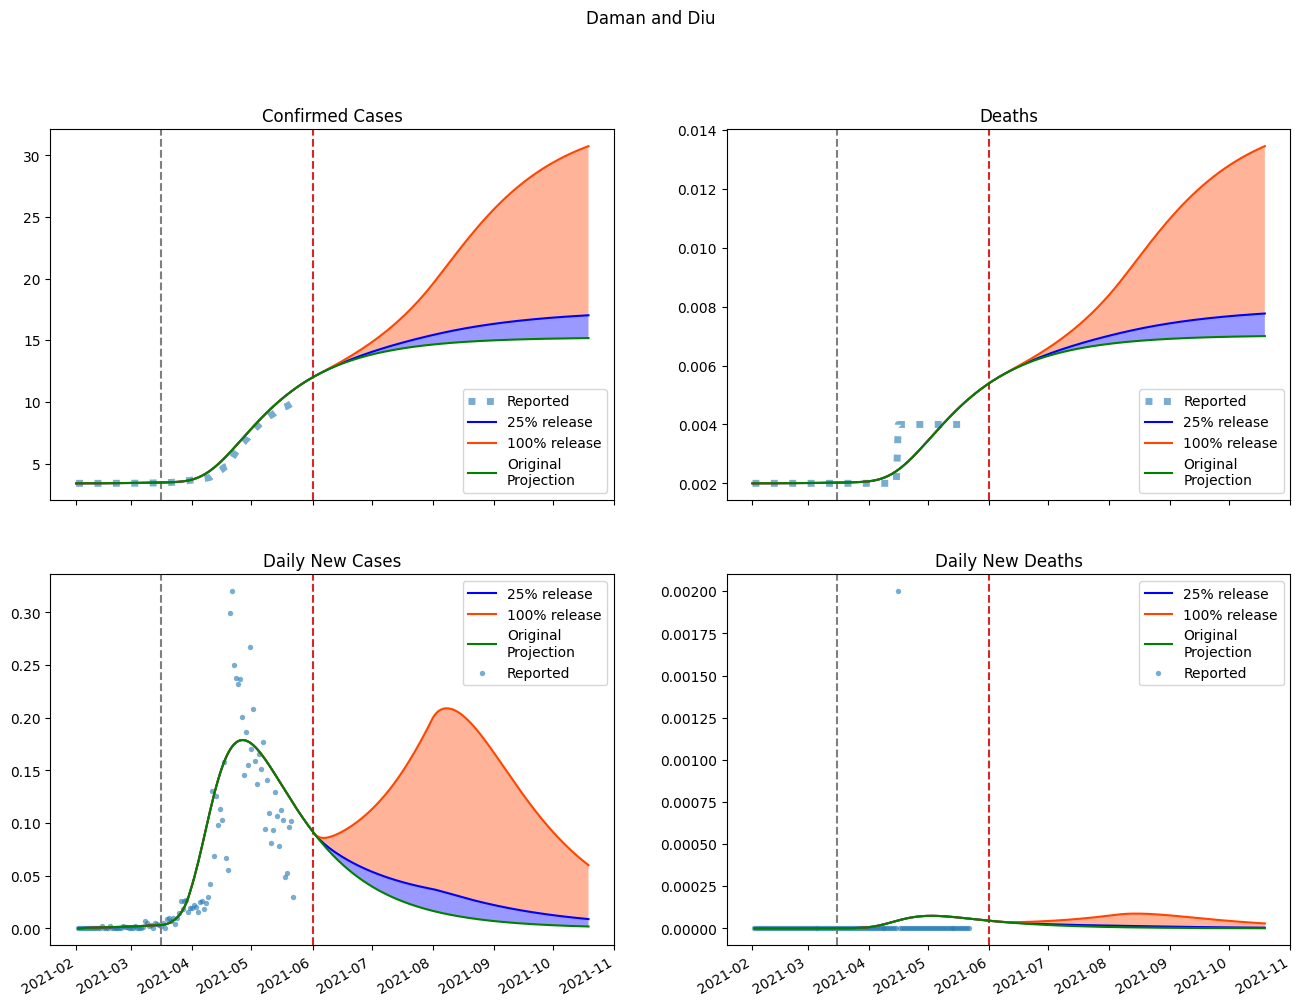 Daman and Diu
Confirmed Cases
30
25
20
15
10
5
Reported
25% release
100% release
Original
Projection
Deaths
0.014
0.012
0.010
0.008
0.006
0.004
0.002
Reported
25% release
100% release
Original
Projection
Daily New Cases
0.30
0.25
0.20
0.15
0.10
0.05
0.00
25% release
100% release
Original
Projection
Reported
2021-02
2021-03
2021-04
2021-05
2021-06
2021-07
2021-08
2021-09
2021-10
2021-11
Daily New Deaths
0.00200
0.00175
0.00150
0.00125
0.00100
0.00075
0.00050
0.00025
0.00000
25% release
100% release
Original
Projection
Reported
2021-02
2021-03
2021-04
2021-05
2021-06
2021-07
2021-08
2021-09
2021-10
2021-11